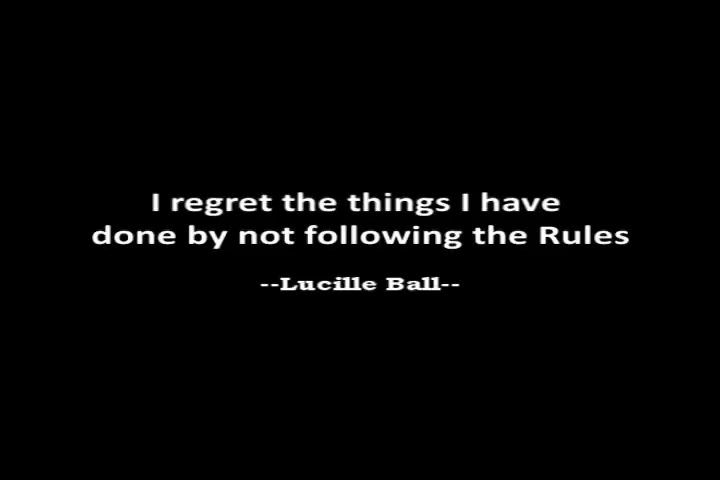 I regret the things I have
done by not following the Rules
--Lucille Ball--